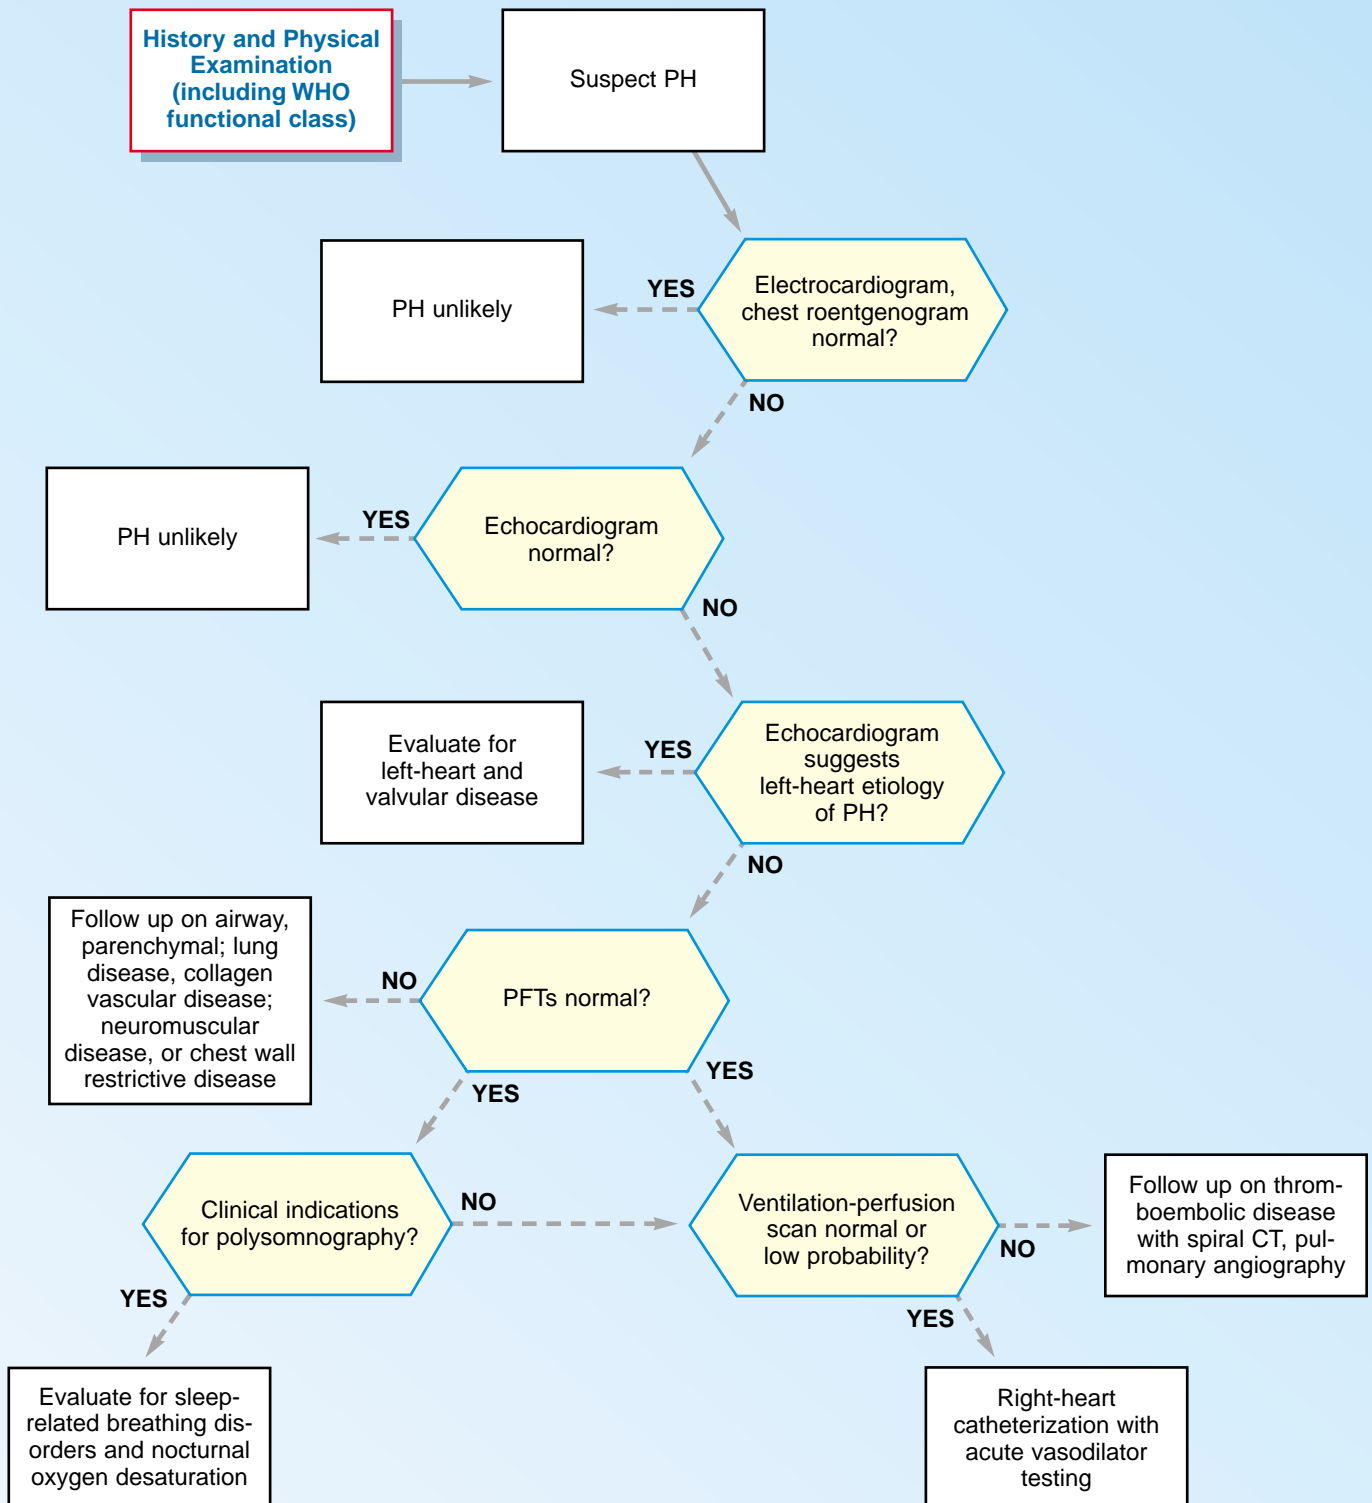 History and Physical
Examination
(including WHO
functional class)
Suspect PH
PH unlikely
YES
Electrocardiogram,
chest roentgenogram
normal?
NO
PH unlikely
YES
Echocardiogram
normal?
NO
Evaluate for
left-heart and
valvular disease
YES
Echocardiogram
suggests
left-heart etiology
of PH?
NO
Follow up on airway,
parenchymal; lung
disease, collagen
vascular disease;
neuromuscular
disease, or chest wall
restrictive disease
NO
PFTs normal?
YES
YES
Clinical indications
for polysomnography?
NO
Ventilation-perfusion
scan normal or
low probability?
NO
Follow up on throm-
boembolic disease
with spiral CT, pul-
monary angiography
YES
YES
Evaluate for sleep-
related breathing dis-
orders and nocturnal
oxygen desaturation
Right-heart
catheterization with
acute vasodilator
testing